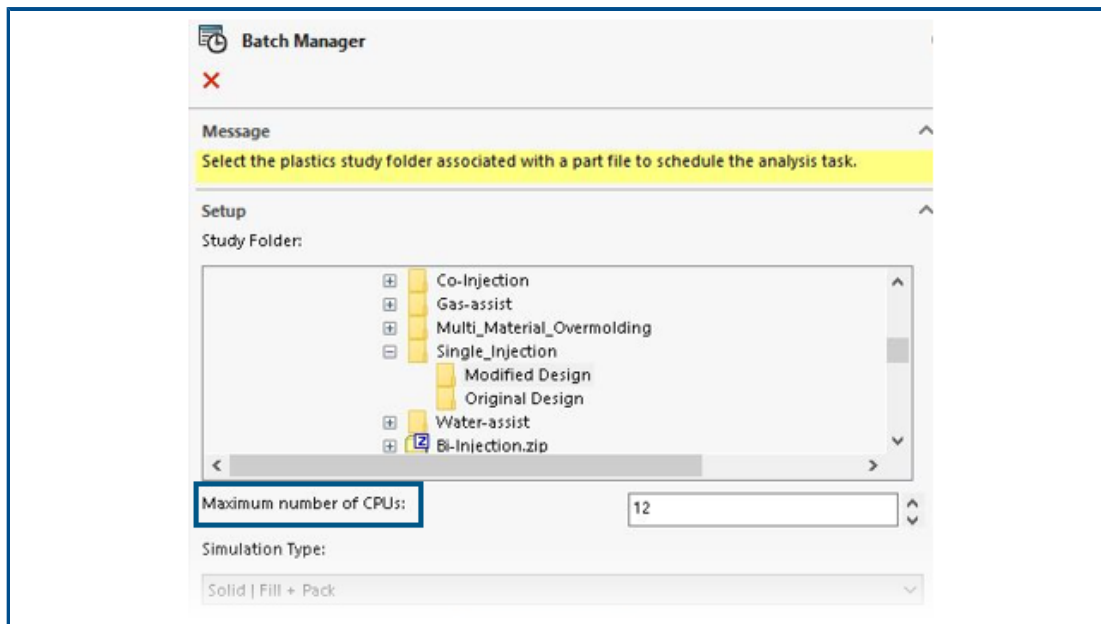 Batch Manager
Message
Select the plastics study folder associated with a part file to schedule the analysis task.
Setup
Study Folder:
Co-Injection
Gas-assist
Multi_Material_Overmolding
Single_Injection
Modified Design
Original Design
Water-assist
Bi-Injection.zip
Maximum number of CPUs:
12
Simulation Type:
Solid | Fill + Pack